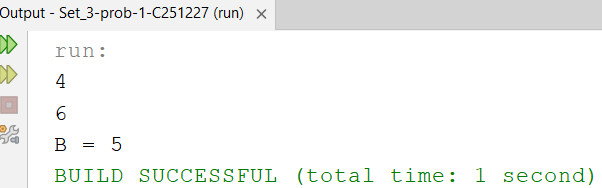 Output - Set_3-prob-1-C251227 (run) ×
run:
4
6
B = 5
BUILD SUCCESSFUL (total time: 1 second)